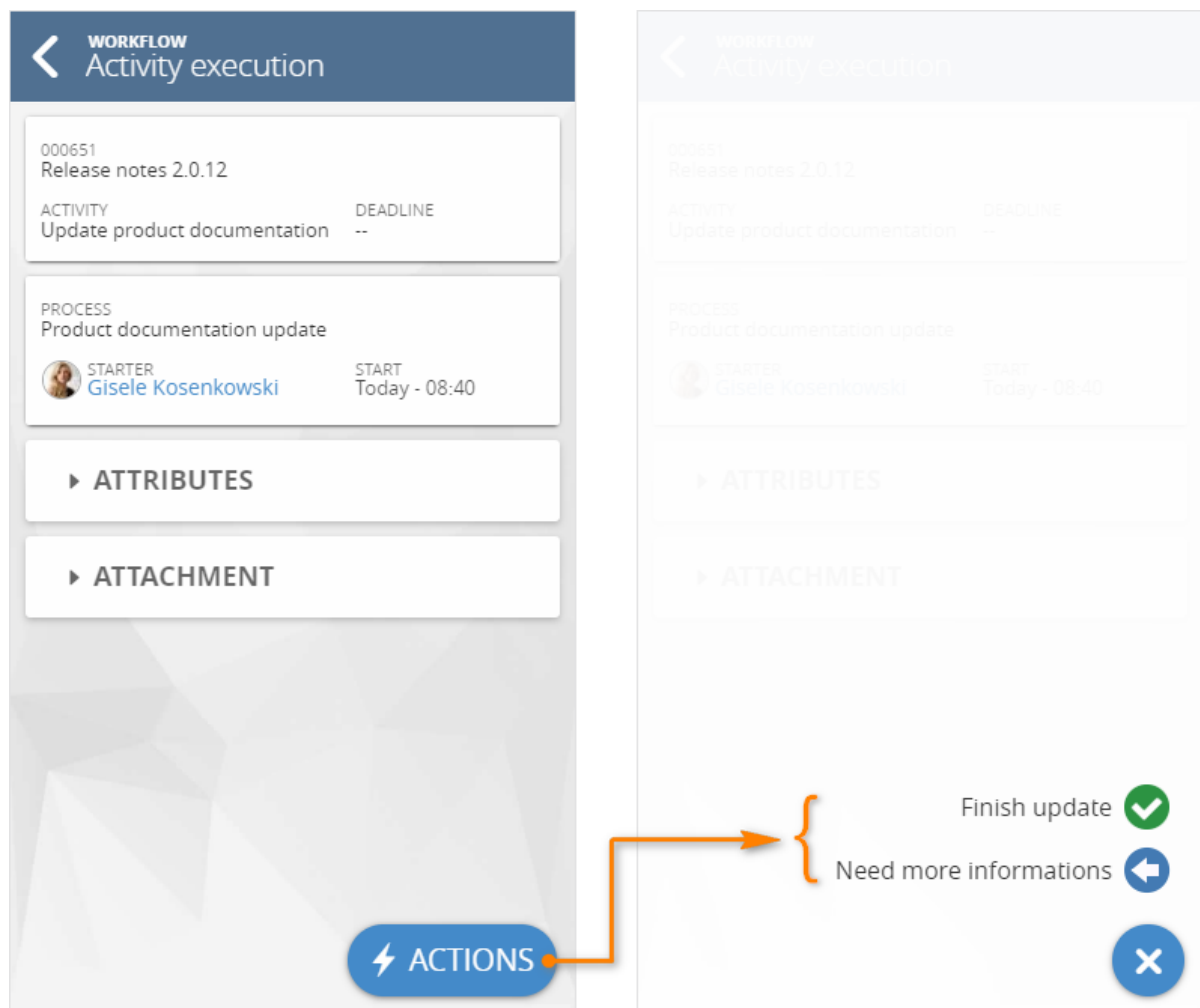 WORKFLOW
Activity execution
000651
Release notes 2.0.12
ACTIVITY
DEADLINE
Update product documentation
--
PROCESS
Product documentation update
STARTER
START
Gisele Kosenkowski
Today - 08:40
ATTRIBUTES
ATTACHMENT
ACTIONS
WORKFLOW
Activity execution
000651
Release notes 2.0.12
ACTIVITY
DEADLINE
Update product documentation
--
PROCESS
Product documentation update
STARTER
START
Gisele Kosenkowski
Today - 08:40
ATTRIBUTES
ATTACHMENT
Finish update
Need more informations